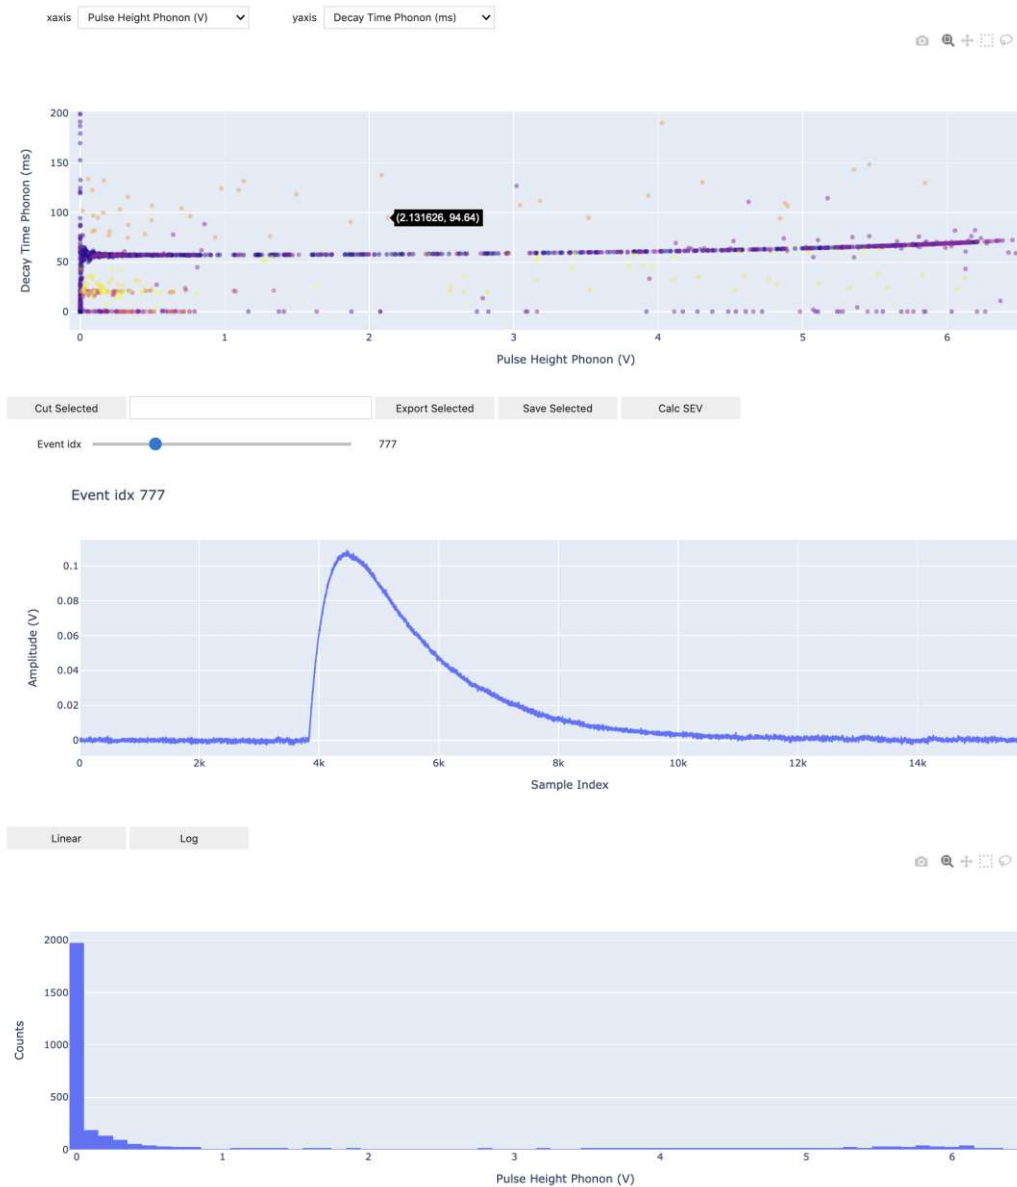 xaxis Pulse Height Phonon (V) yaxis Decay Time Phonon (ms)
200
150
100
50
0
Decay Time Phonon (ms)
(2.131626, 94.64)
0 1 2 3 4 5 6
Pulse Height Phonon (V)
Cut Selected Export Selected Save Selected Calc SEV
Event idx 777
Event idx 777
0.1
0.08
0.06
0.04
0.02
0
Amplitude (V)
0 2k 4k 6k 8k 10k 12k 14k
Sample Index
Linear Log
2000
1500
1000
500
0
Counts
0 1 2 3 4 5 6
Pulse Height Phonon (V)